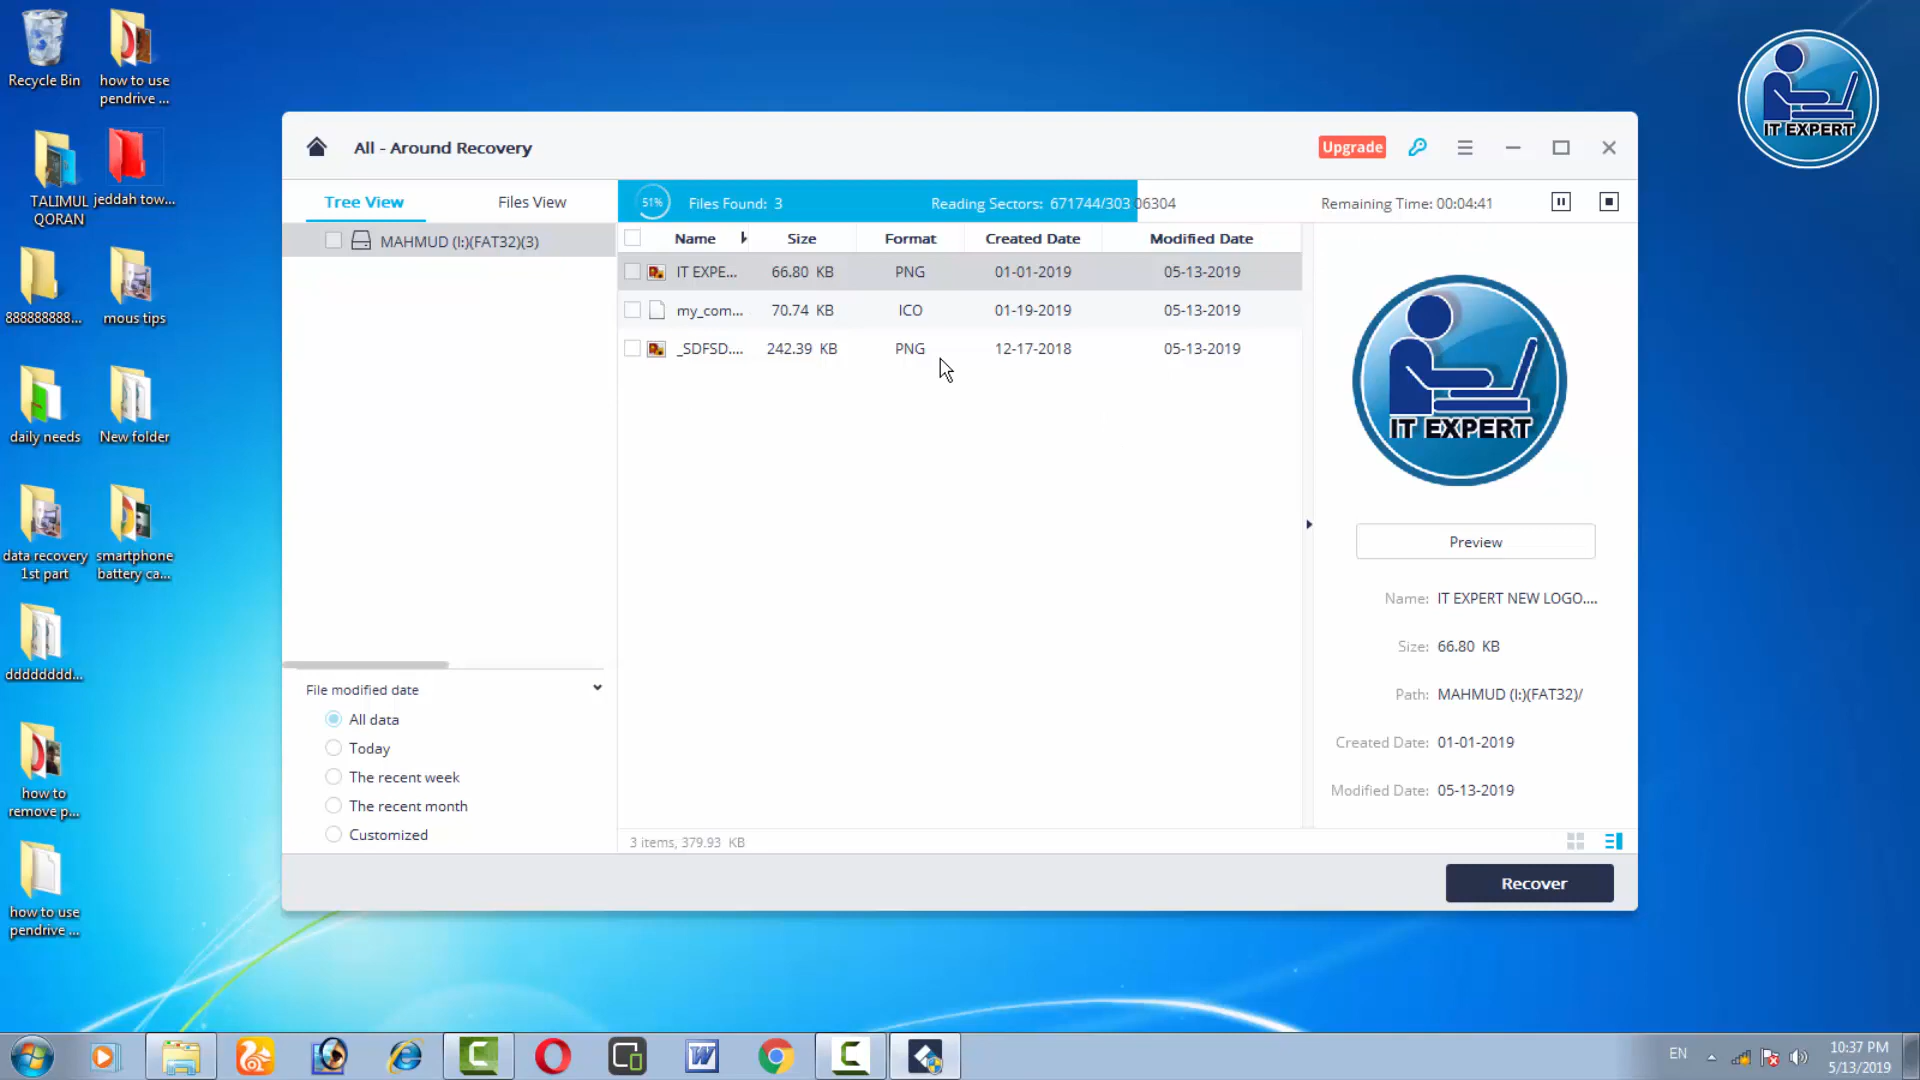 Recycle Bin
how to use
pendrive ...
TALIMUL
QORAN
jeddah tow...
888888888...
mous tips
daily needs
New folder
data recovery
1st part
smartphone
battery ca...
dddddddd...
how to
remove p...
how to use
pendrive ...
IT EXPERT
All - Around Recovery
Upgrade
Tree View
Files View
51%
Files Found: 3
Reading Sectors: 671744/303 06304
Remaining Time: 00:04:41
MAHMUD (I:)(FAT32)(3)
Name Size Format Created Date Modified Date
IT EXPE... 66.80 KB PNG 01-01-2019 05-13-2019
my_com... 70.74 KB ICO 01-19-2019 05-13-2019
_SDFSD.... 242.39 KB PNG 12-17-2018 05-13-2019
IT EXPERT
Preview
Name: IT EXPERT NEW LOGO....
Size: 66.80 KB
Path: MAHMUD (I:)(FAT32)/
Created Date: 01-01-2019
Modified Date: 05-13-2019
File modified date
All data
Today
The recent week
The recent month
Customized
3 items, 379.93 KB
Recover
EN
10:37 PM
5/13/2019